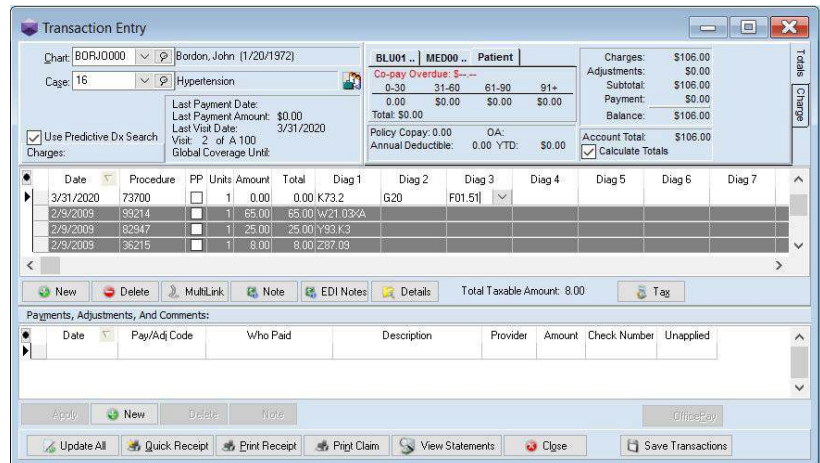 Transaction Entry
Chart: BORJ0000 Bordon, John (1/20/1972)
Case: 16 Hypertension
Last Payment Date:
Last Payment Amount: $0.00
Last Visit Date: 3/31/2020
Visit: 2 of A 100
Global Coverage Until:
Use Predictive Dx Search
Charges:
BLU01 .. MED00 .. Patient
Co-pay Overdue: $--.--
0-30 31-60 61-90 91+
0.00 $0.00 $0.00 $0.00
Total: $0.00
Policy Copay: 0.00 OA:
Annual Deductible: 0.00 YTD: $0.00
Charges: $106.00
Adjustments: $0.00
Subtotal: $106.00
Payment: $0.00
Balance: $106.00
Account Total: $106.00
Calculate Totals
Totals
Charge
Date Procedure PP Units Amount Total Diag 1 Diag 2 Diag 3 Diag 4 Diag 5 Diag 6 Diag 7
3/31/2020 73700 1 0.00 0.00 K73.2 G20 F01.51
2/9/2009 99214 1 65.00 65.00 W21.03XA
2/9/2009 82947 1 25.00 25.00 Y93.K3
2/9/2009 36215 1 8.00 8.00 Z87.09
New Delete MultiLink Note EDI Notes Details Total Taxable Amount: 8.00 Tax
Payments, Adjustments, And Comments:
Date Pay/Adj Code Who Paid Description Provider Amount Check Number Unapplied
Apply New Delete Note OfficePay
Update All Quick Receipt Print Receipt Print Claim View Statements Close Save Transactions